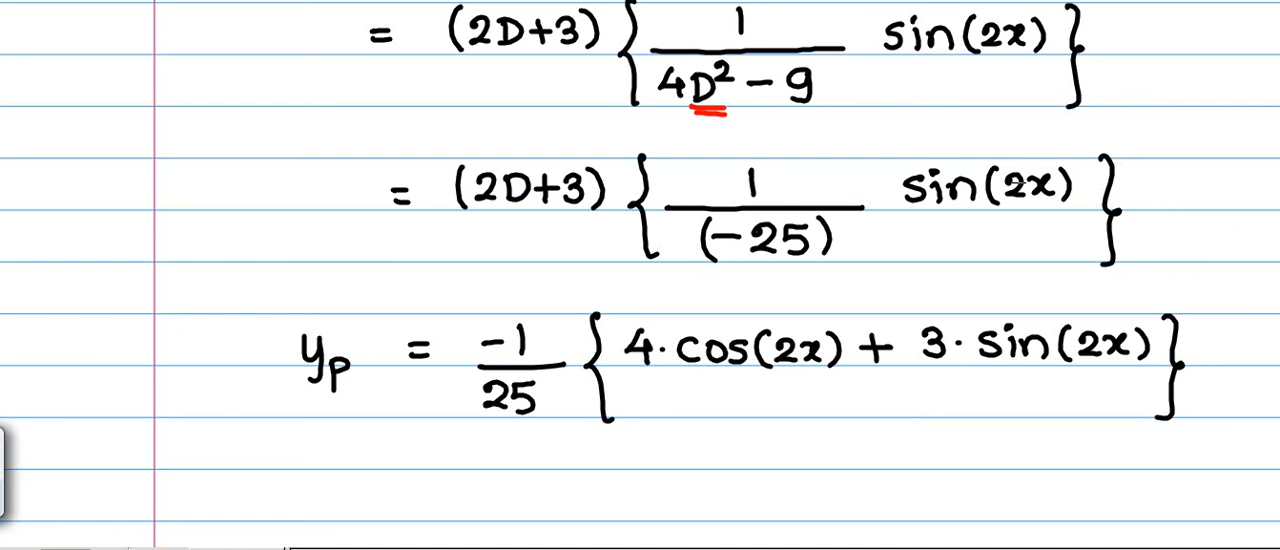 = (2D+3) { 1 / (4D² - 9) sin(2x) }
= (2D+3) { 1 / (-25) sin(2x) }
yₚ = -1/25 { 4·cos(2x) + 3·sin(2x) }